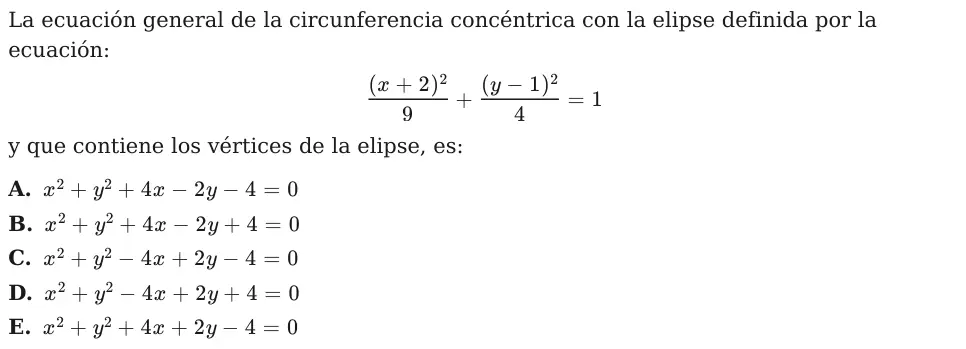 La ecuación general de la circunferencia concéntrica con la elipse definida por la
ecuación:
(x + 2)² / 9 + (y − 1)² / 4 = 1
y que contiene los vértices de la elipse, es:
A. x² + y² + 4x − 2y − 4 = 0
B. x² + y² + 4x − 2y + 4 = 0
C. x² + y² − 4x + 2y − 4 = 0
D. x² + y² − 4x + 2y + 4 = 0
E. x² + y² + 4x + 2y − 4 = 0